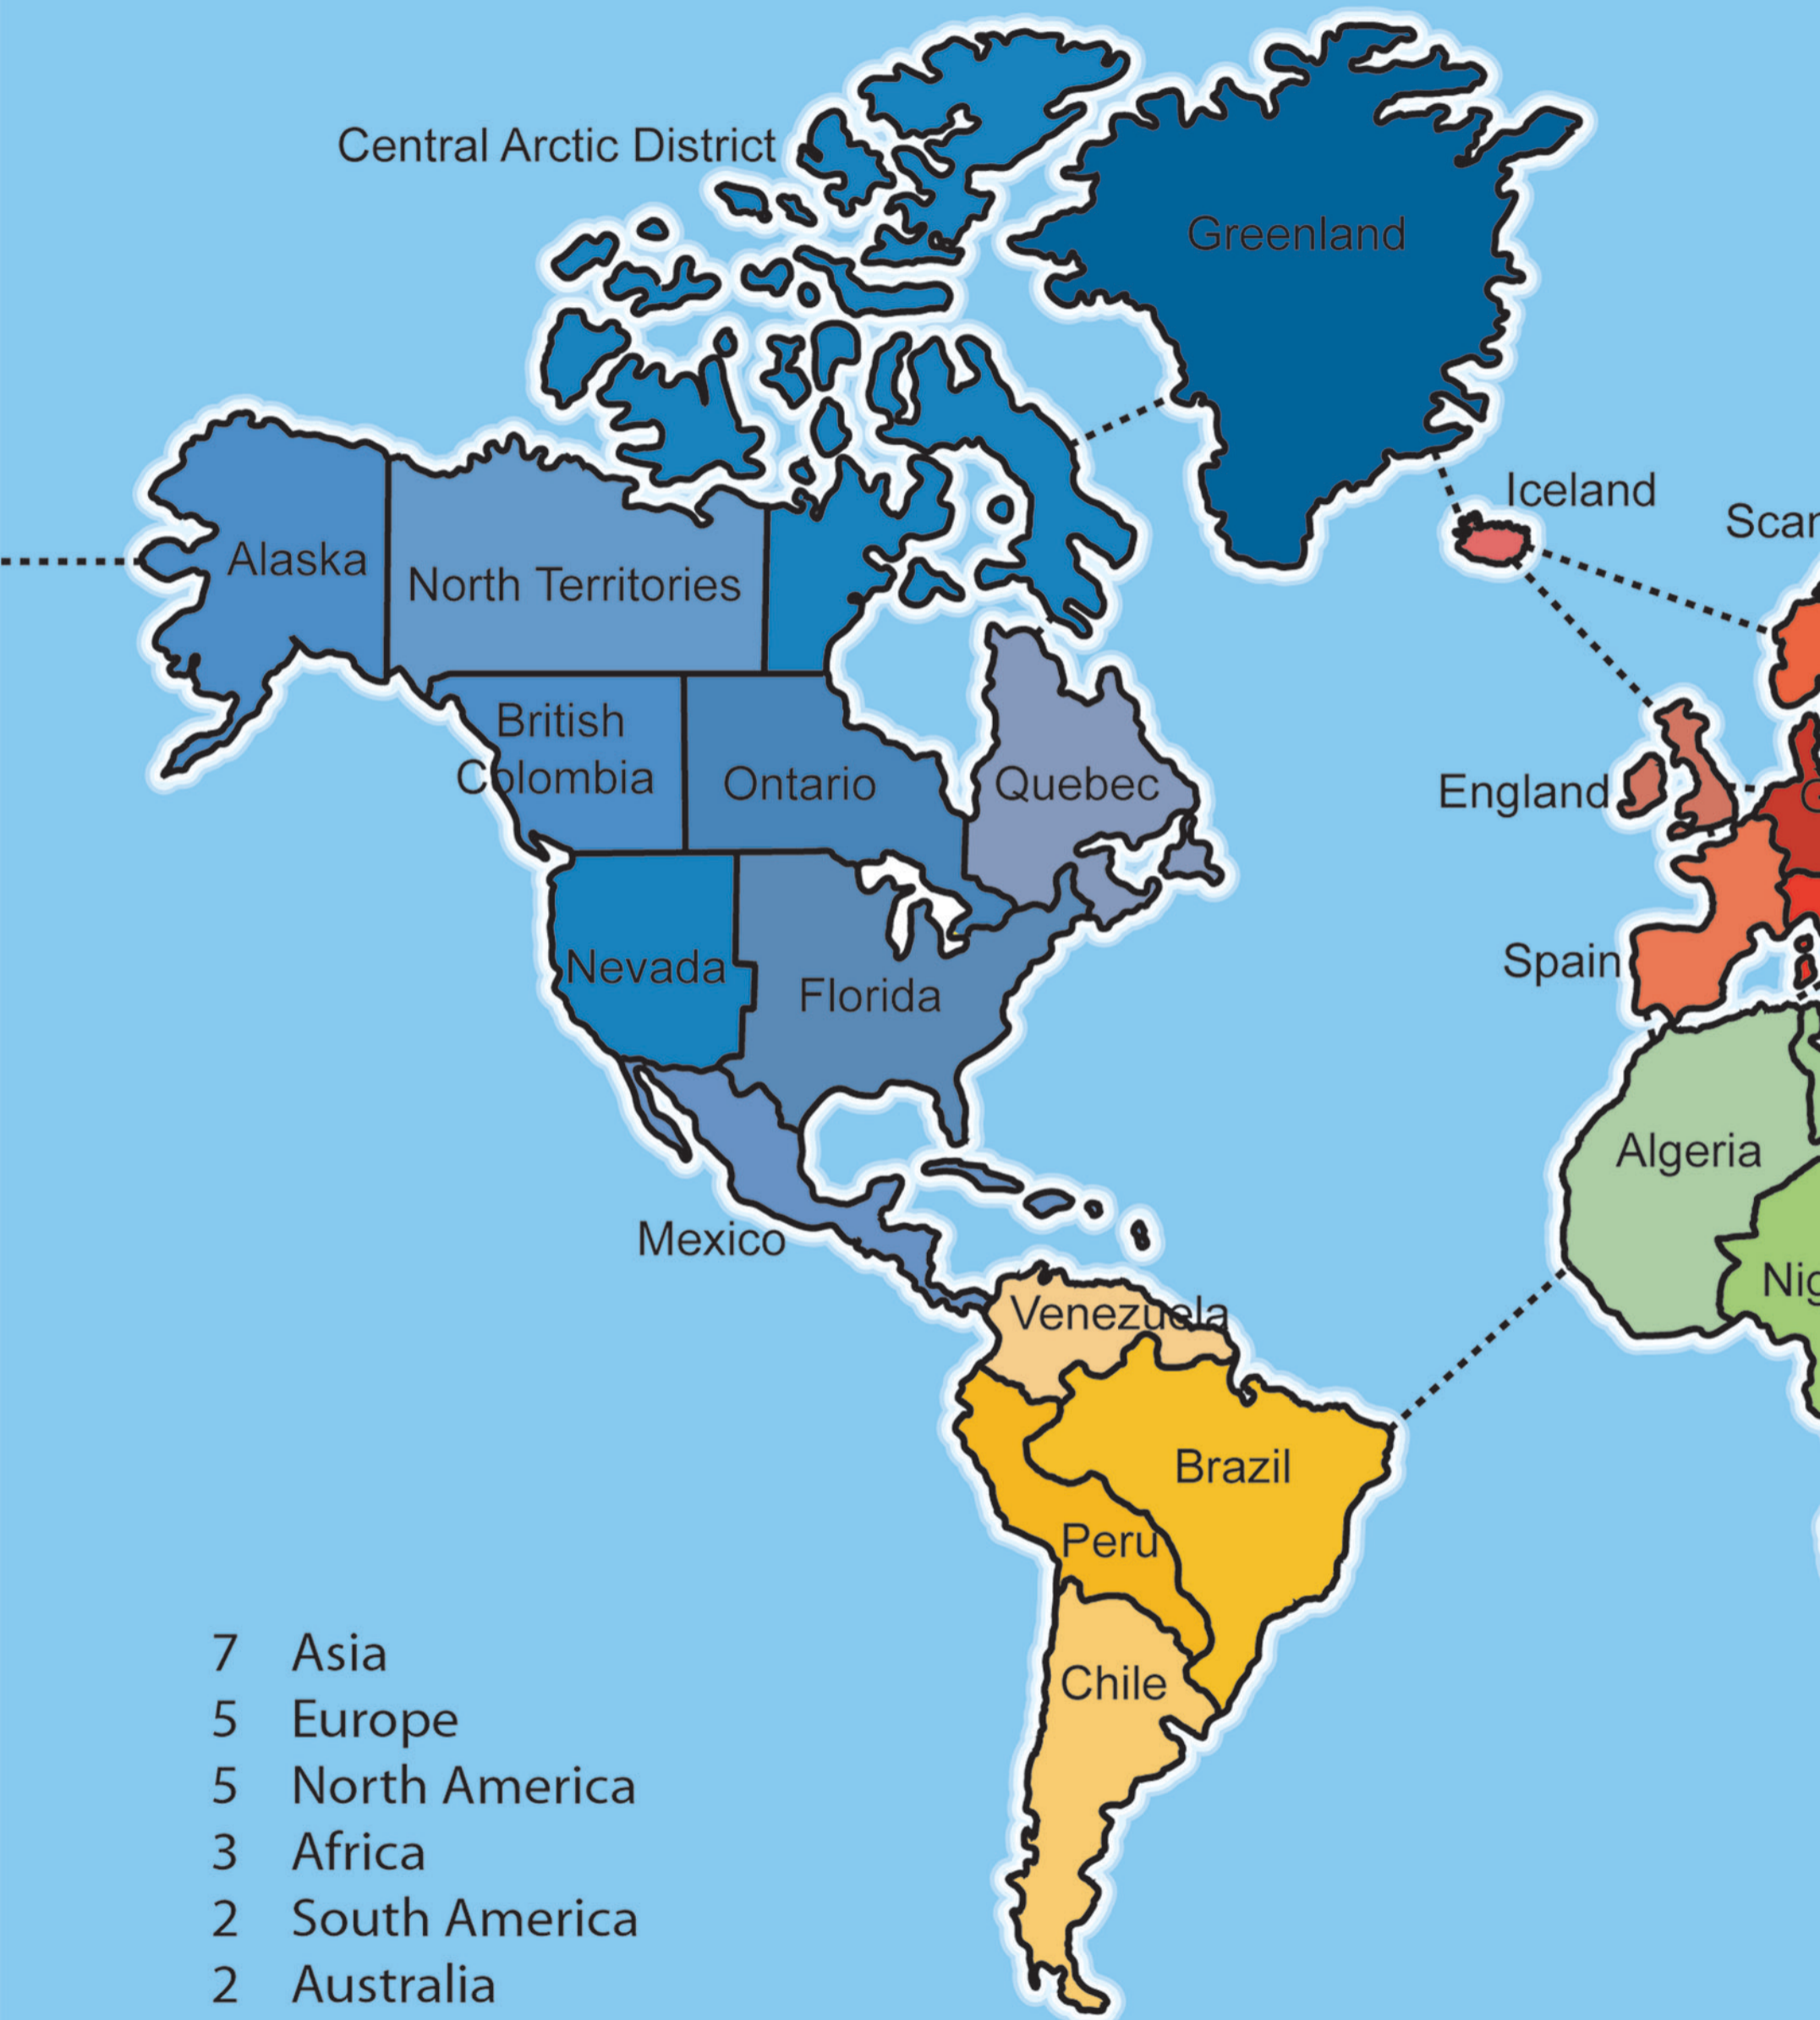 Central Arctic District
Greenland
Iceland
Alaska
North Territories
British
Colombia
Ontario
Quebec
England
Nevada
Florida
Spain
Algeria
Mexico
Venezuela
Brazil
Peru
Chile
7 Asia
5 Europe
5 North America
3 Africa
2 South America
2 Australia